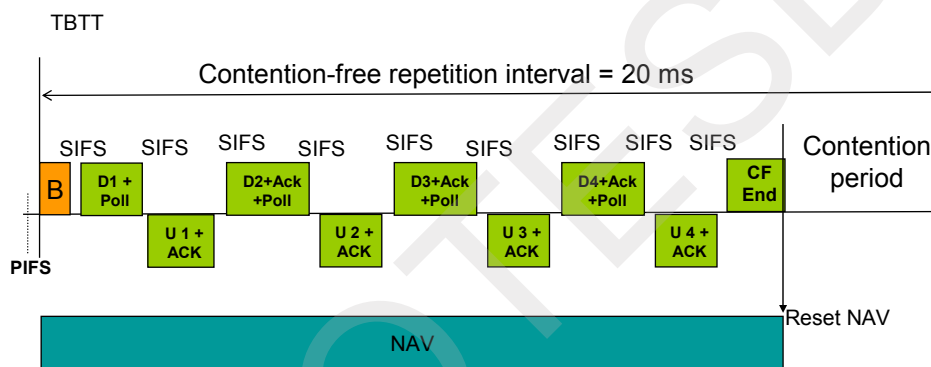 TBTT
Contention-free repetition interval = 20 ms
SIFS SIFS SIFS SIFS SIFS SIFS SIFS SIFS SIFS
B
D1 +
Poll
D2+Ack
+Poll
D3+Ack
+Poll
D4+Ack
+Poll
CF
End
Contention
period
U 1 +
ACK
U 2 +
ACK
U 3 +
ACK
U 4 +
ACK
PIFS
Reset NAV
NAV